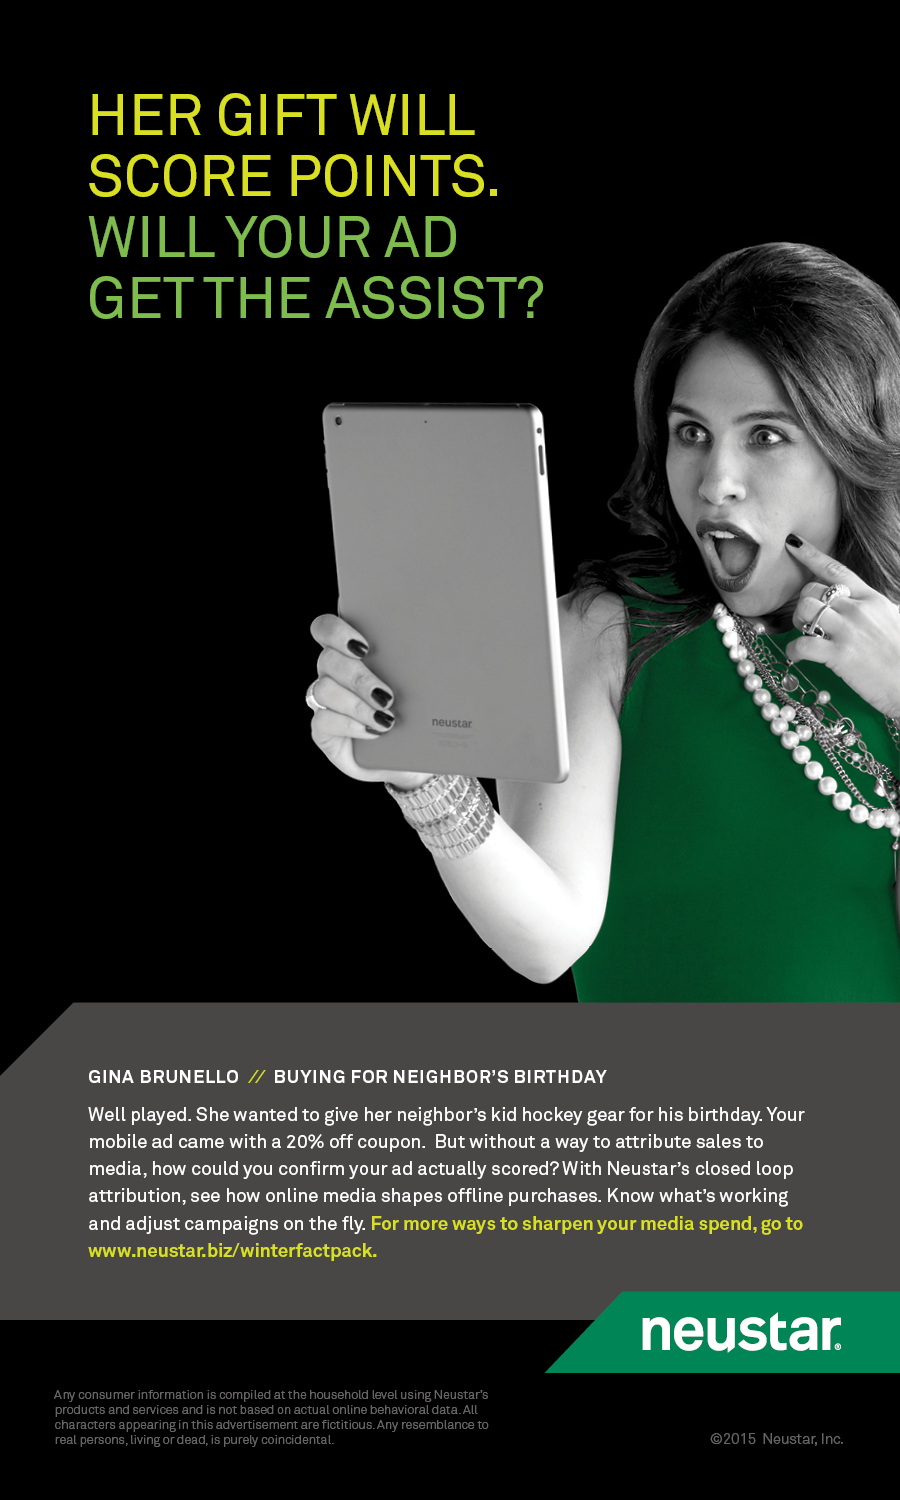 HER GIFT WILL
SCORE POINTS.
WILL YOUR AD
GET THE ASSIST?
neustar
GINA BRUNELLO // BUYING FOR NEIGHBOR'S BIRTHDAY
Well played. She wanted to give her neighbor's kid hockey gear for his birthday. Your
mobile ad came with a 20% off coupon.  But without a way to attribute sales to
media, how could you confirm your ad actually scored? With Neustar's closed loop
attribution, see how online media shapes offline purchases. Know what's working
and adjust campaigns on the fly. For more ways to sharpen your media spend, go to
www.neustar.biz/winterfactpack.
neustar®
Any consumer information is compiled at the household level using Neustar's
products and services and is not based on actual online behavioral data. All
characters appearing in this advertisement are fictitious. Any resemblance to
real persons, living or dead, is purely coincidental.
©2015 Neustar, Inc.